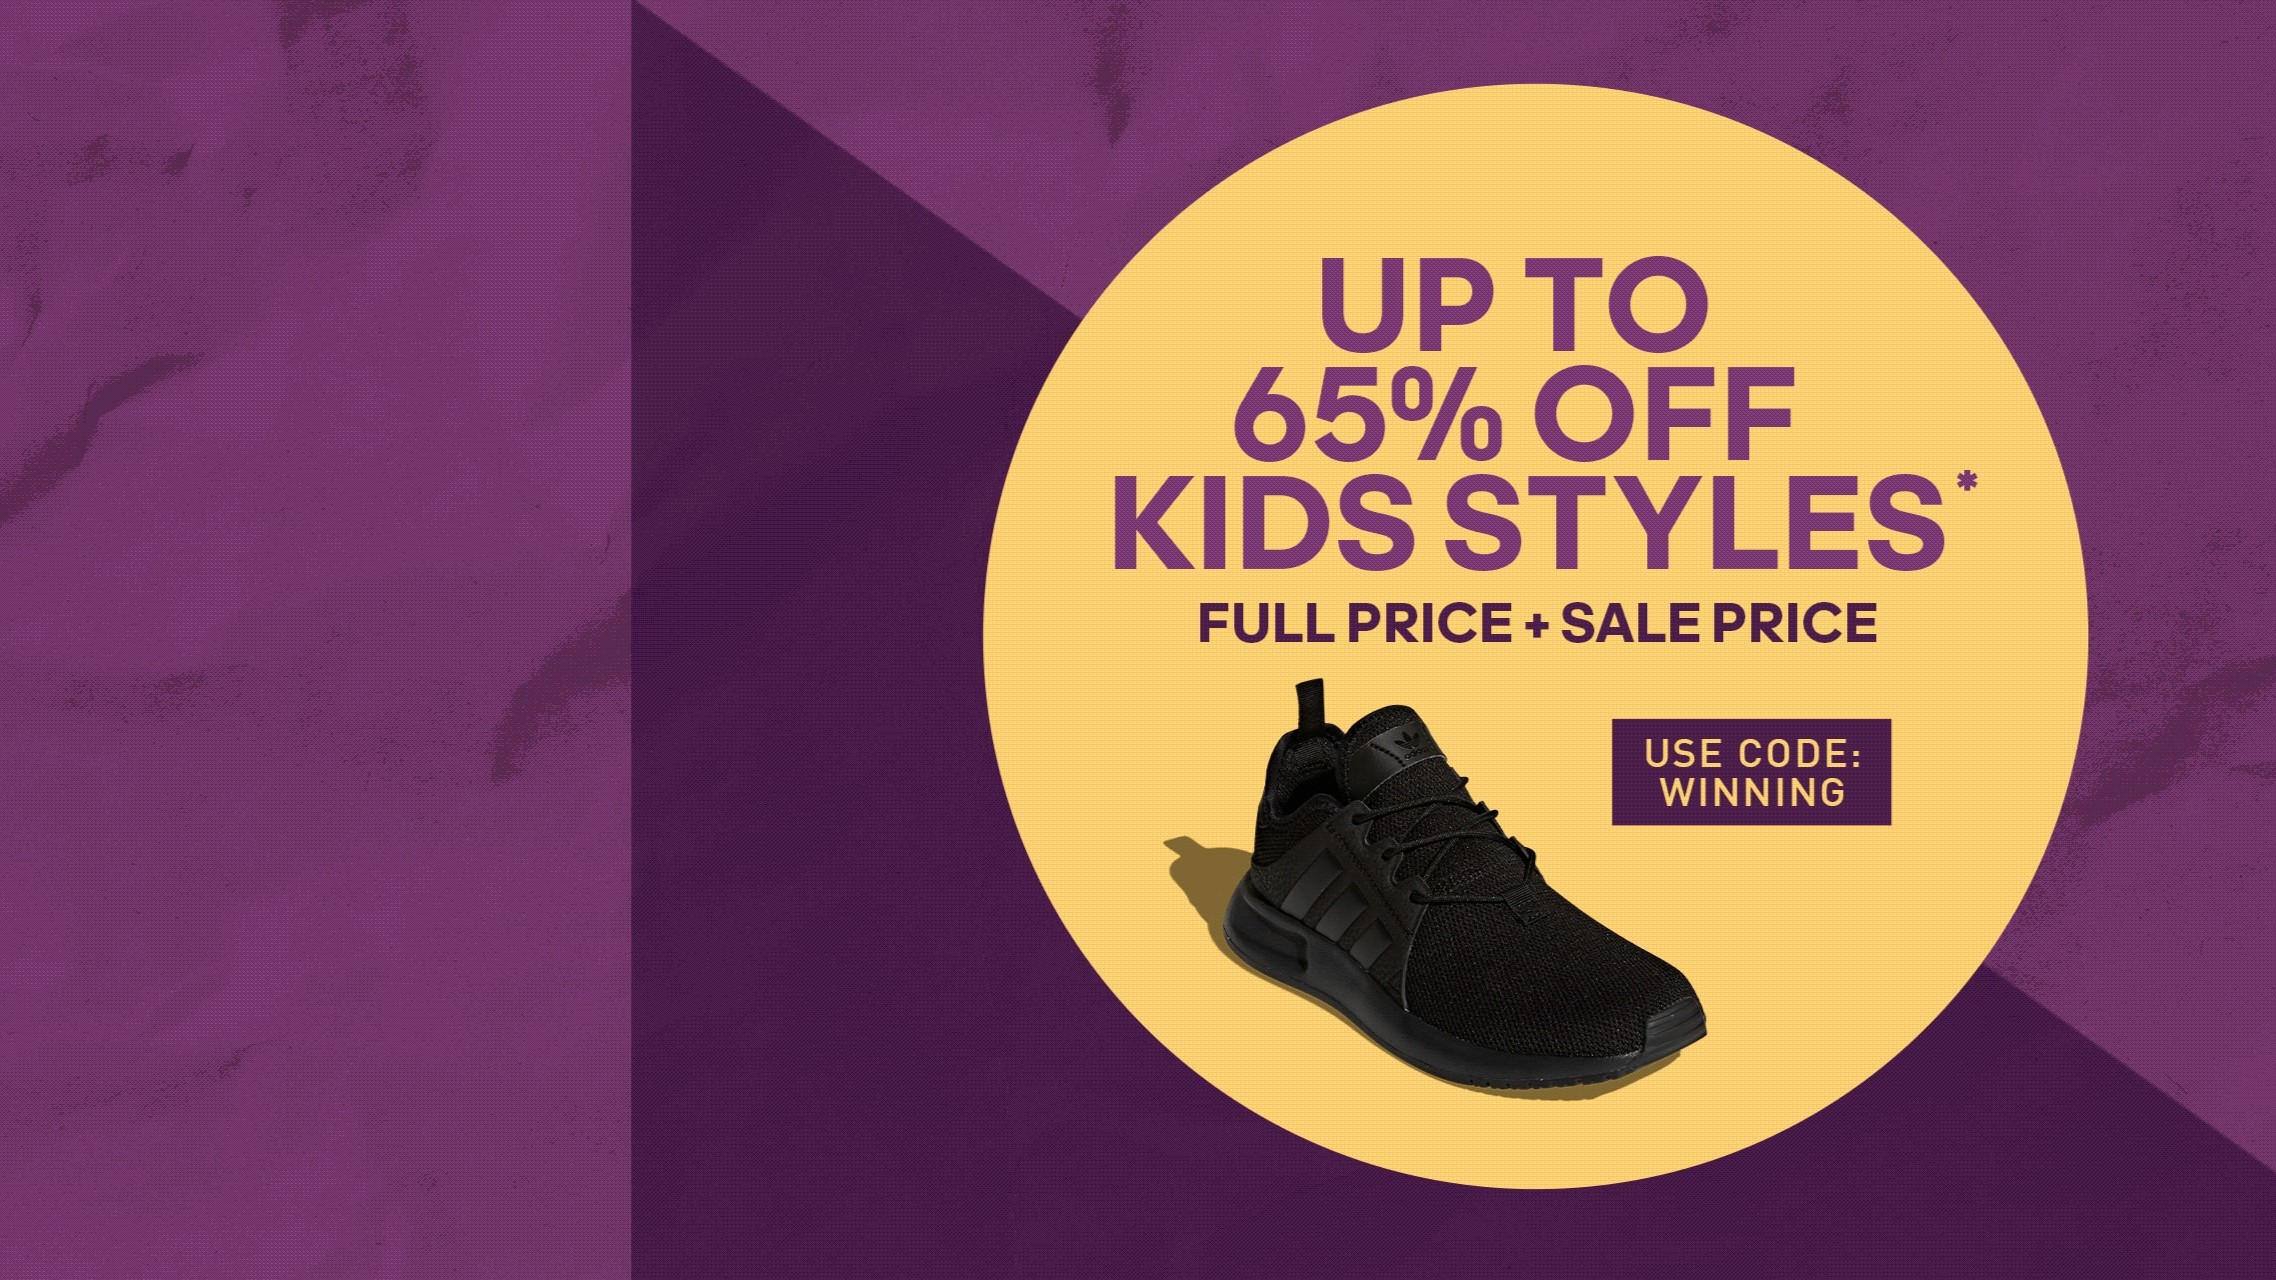 UP TO
65% OFF
KIDS STYLES*
FULL PRICE + SALE PRICE
USE CODE:
WINNING